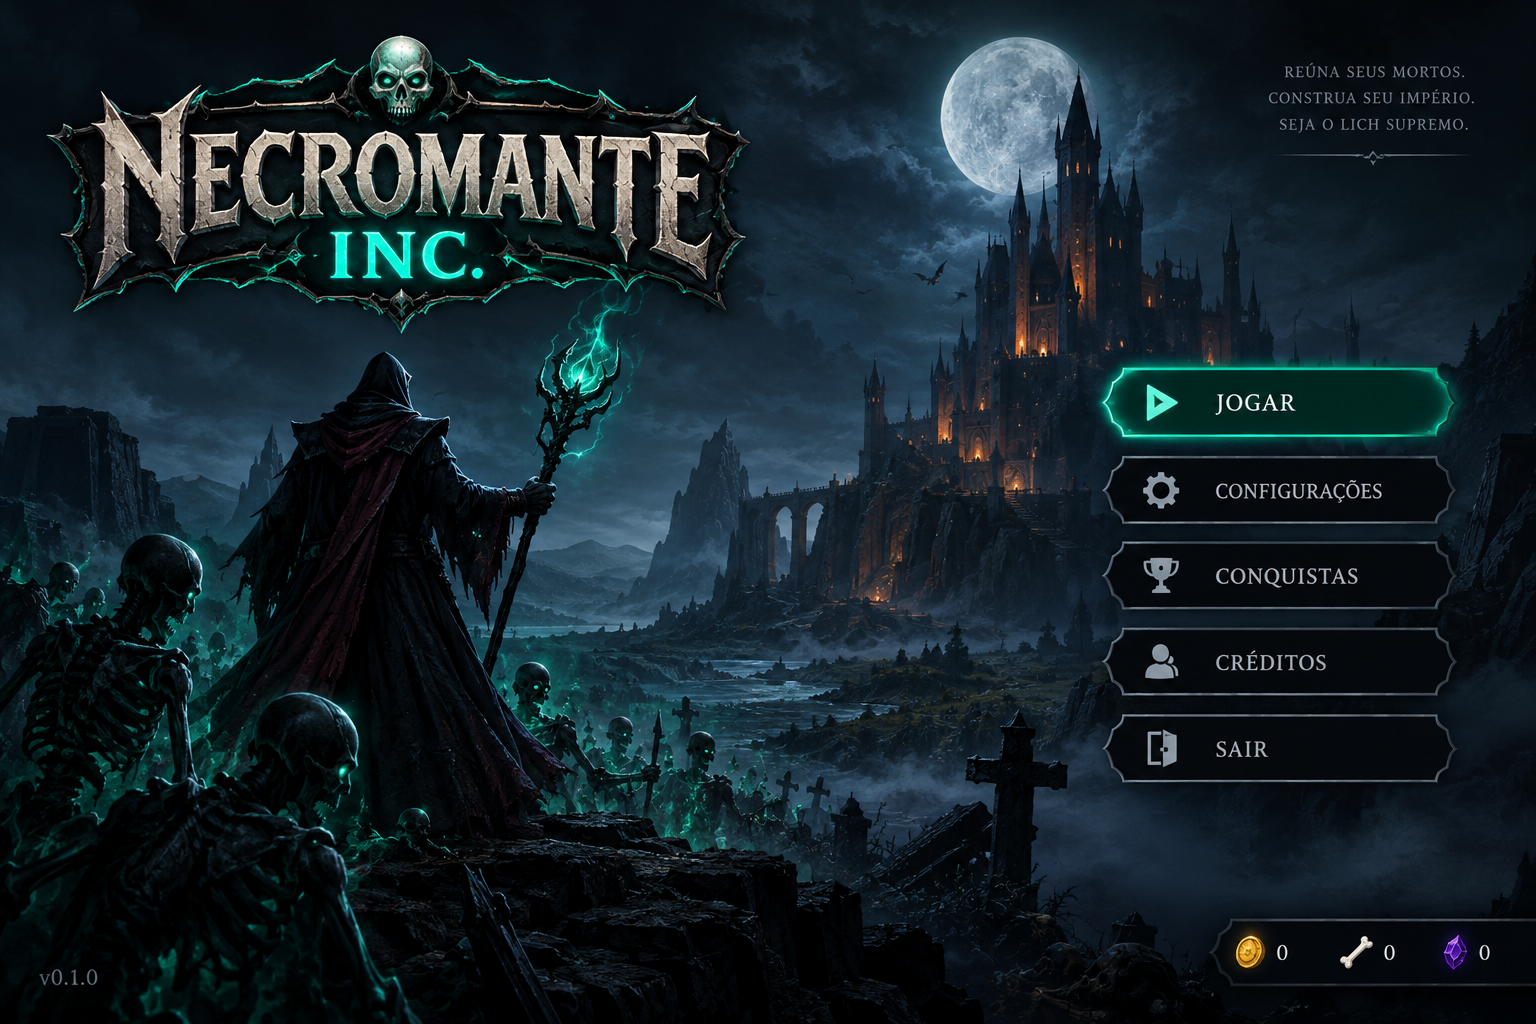 NECROMANTE
INC.
REÚNA SEUS MORTOS.
CONSTRUA SEU IMPÉRIO.
SEJA O LICH SUPREMO.
JOGAR
CONFIGURAÇÕES
CONQUISTAS
CRÉDITOS
SAIR
0 0 0
v0.1.0